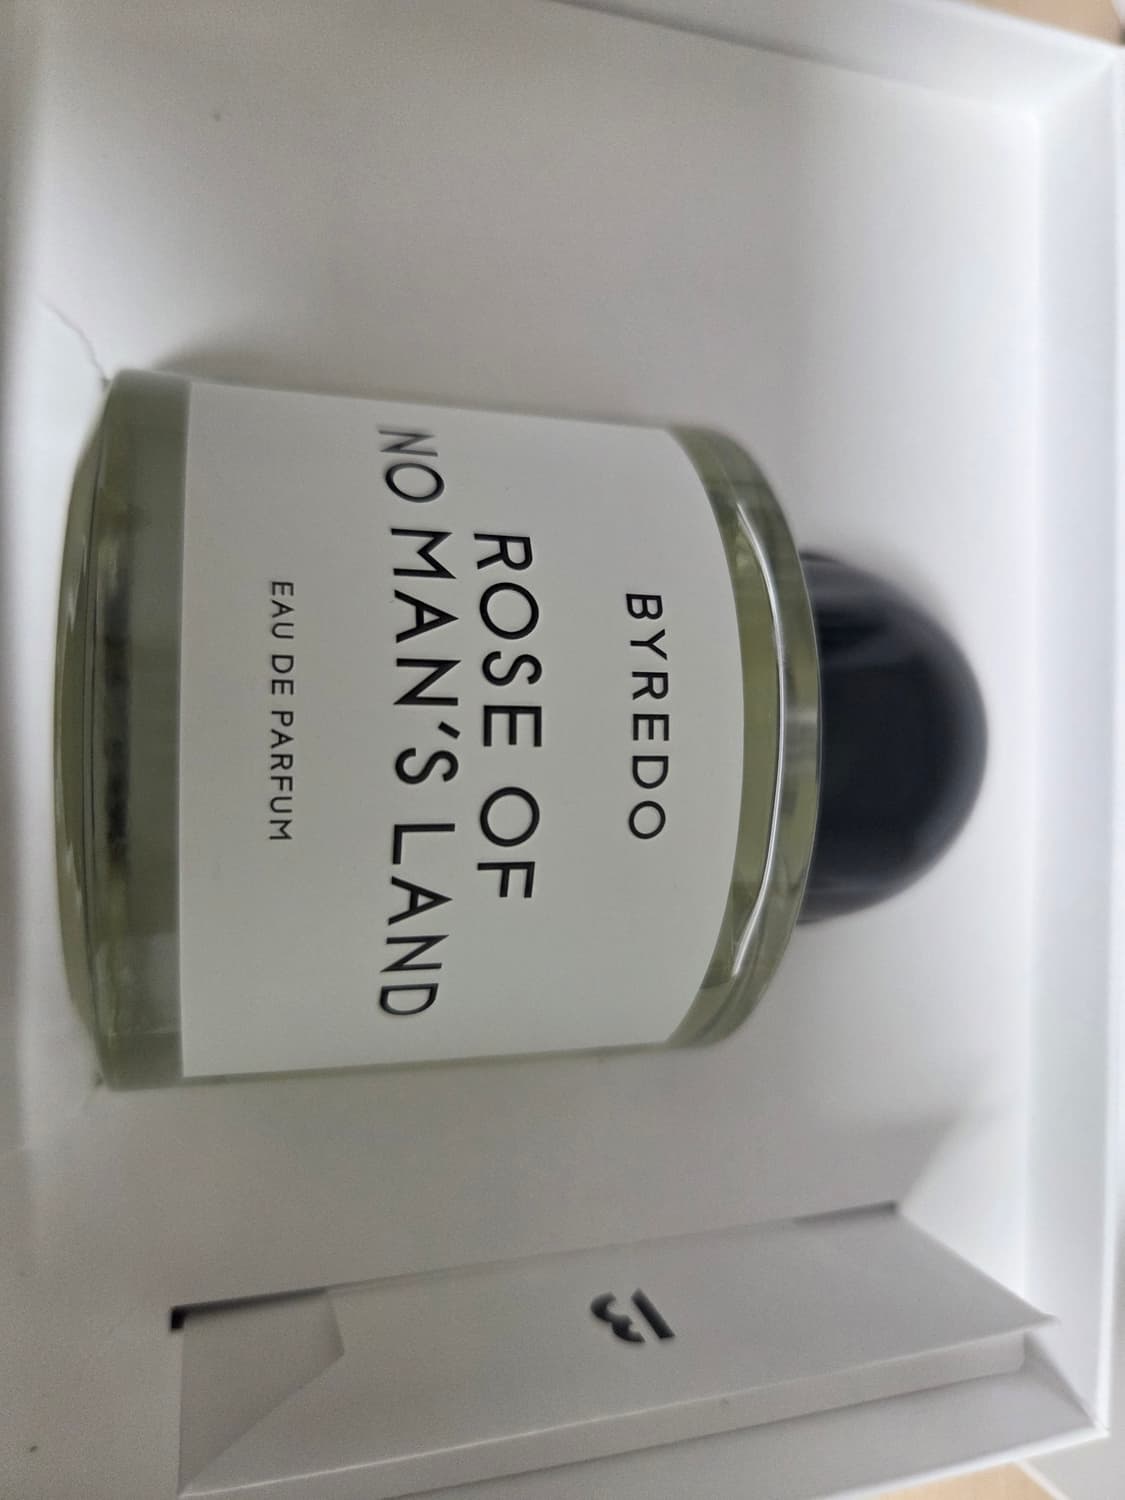 BYREDO
ROSE OF
NO MAN'S LAND
EAU DE PARFUM
B